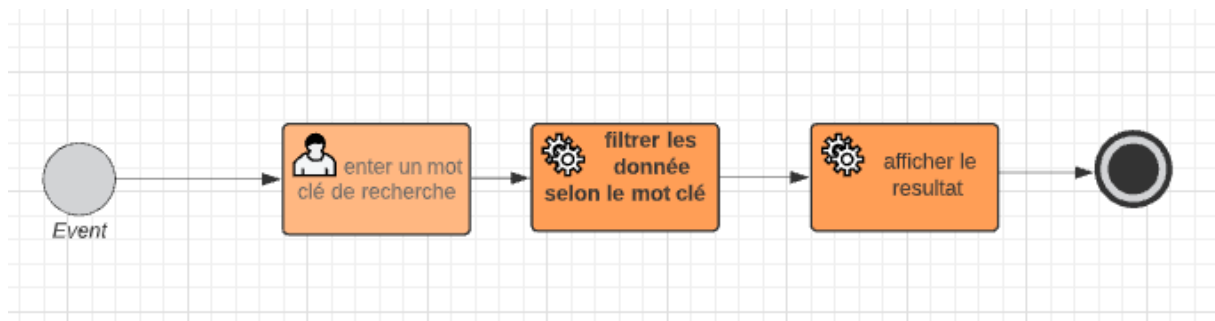 Event
enter un mot
clé de recherche
filtrer les
donnée
selon le mot clé
afficher le
resultat